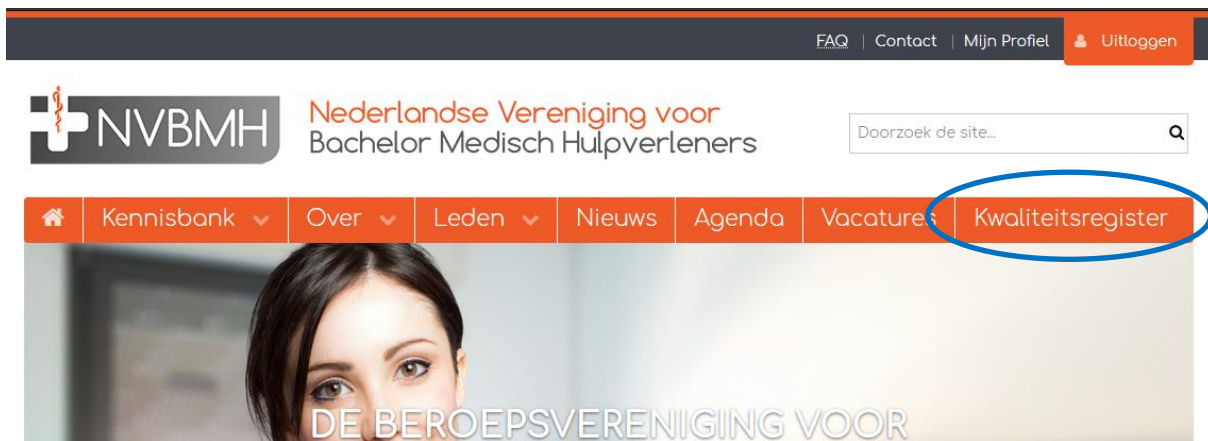 FAQ | Contact | Mijn Profiel Uitloggen
NVBMH
Nederlandse Vereniging voor
Bachelor Medisch Hulpverleners
Doorzoek de site...
Kennisbank Over Leden Nieuws Agenda Vacatures Kwaliteitsregister
DE BEROEPSVERENIGING VOOR